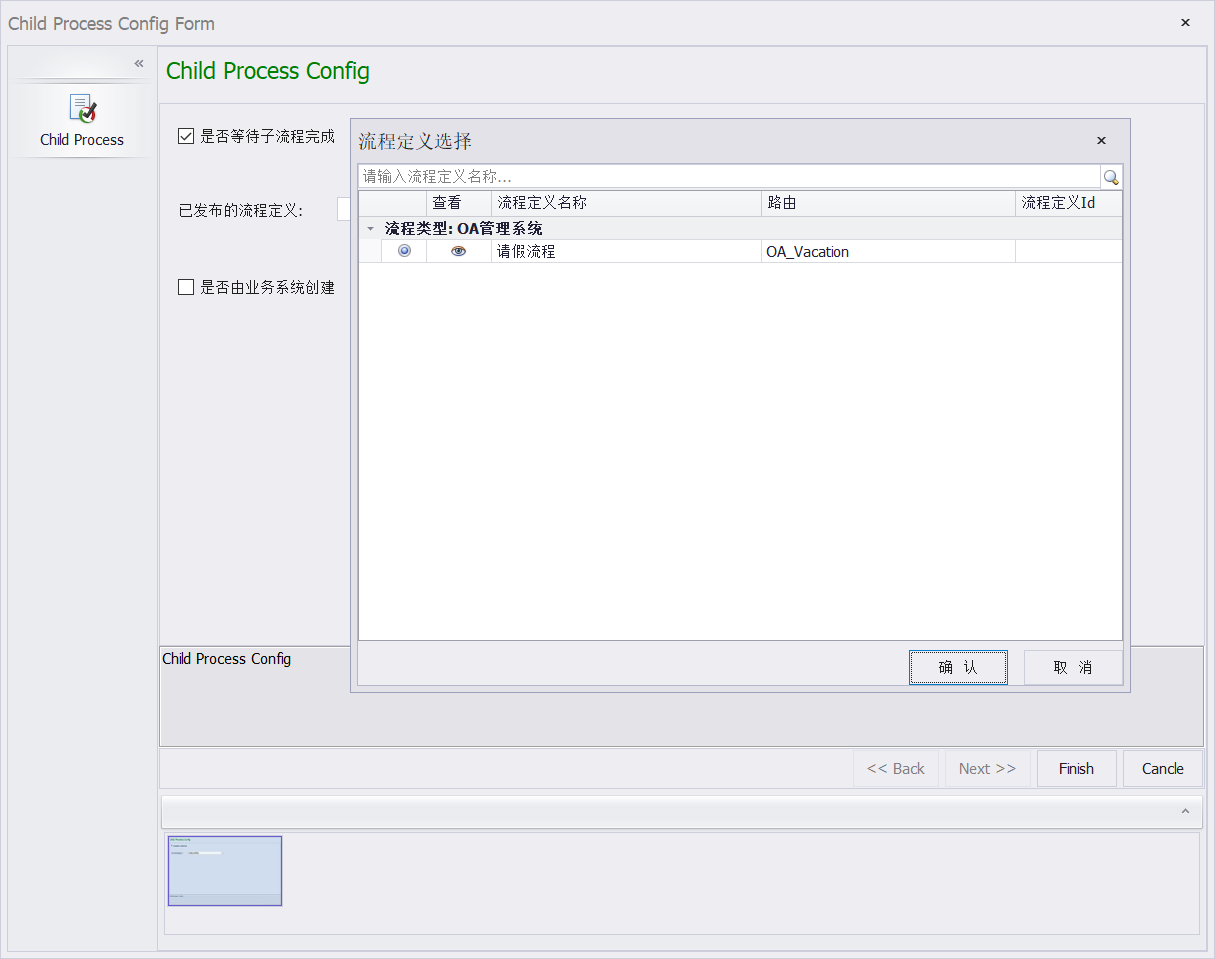 Child Process Config Form
Child Process
Child Process Config
是否等待子流程完成
已发布的流程定义:
是否由业务系统创建
流程定义选择
请输入流程定义名称...
查看 流程定义名称 路由 流程定义Id
流程类型: OA管理系统
请假流程 OA_Vacation
确 认 取 消
Child Process Config
<< Back Next >> Finish Cancle